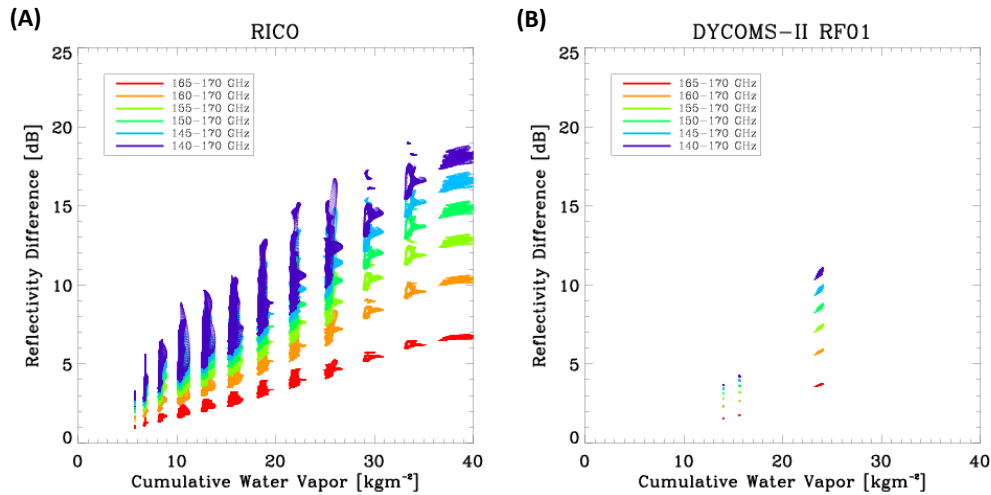 (A)
RICO
25
20
15
10
5
0
Reflectivity Difference [dB]
165-170 GHz
160-170 GHz
155-170 GHz
150-170 GHz
145-170 GHz
140-170 GHz
0 10 20 30 40
Cumulative Water Vapor [kgm⁻²]
(B)
DYCOMS-II RF01
25
20
15
10
5
0
Reflectivity Difference [dB]
165-170 GHz
160-170 GHz
155-170 GHz
150-170 GHz
145-170 GHz
140-170 GHz
0 10 20 30 40
Cumulative Water Vapor [kgm⁻²]